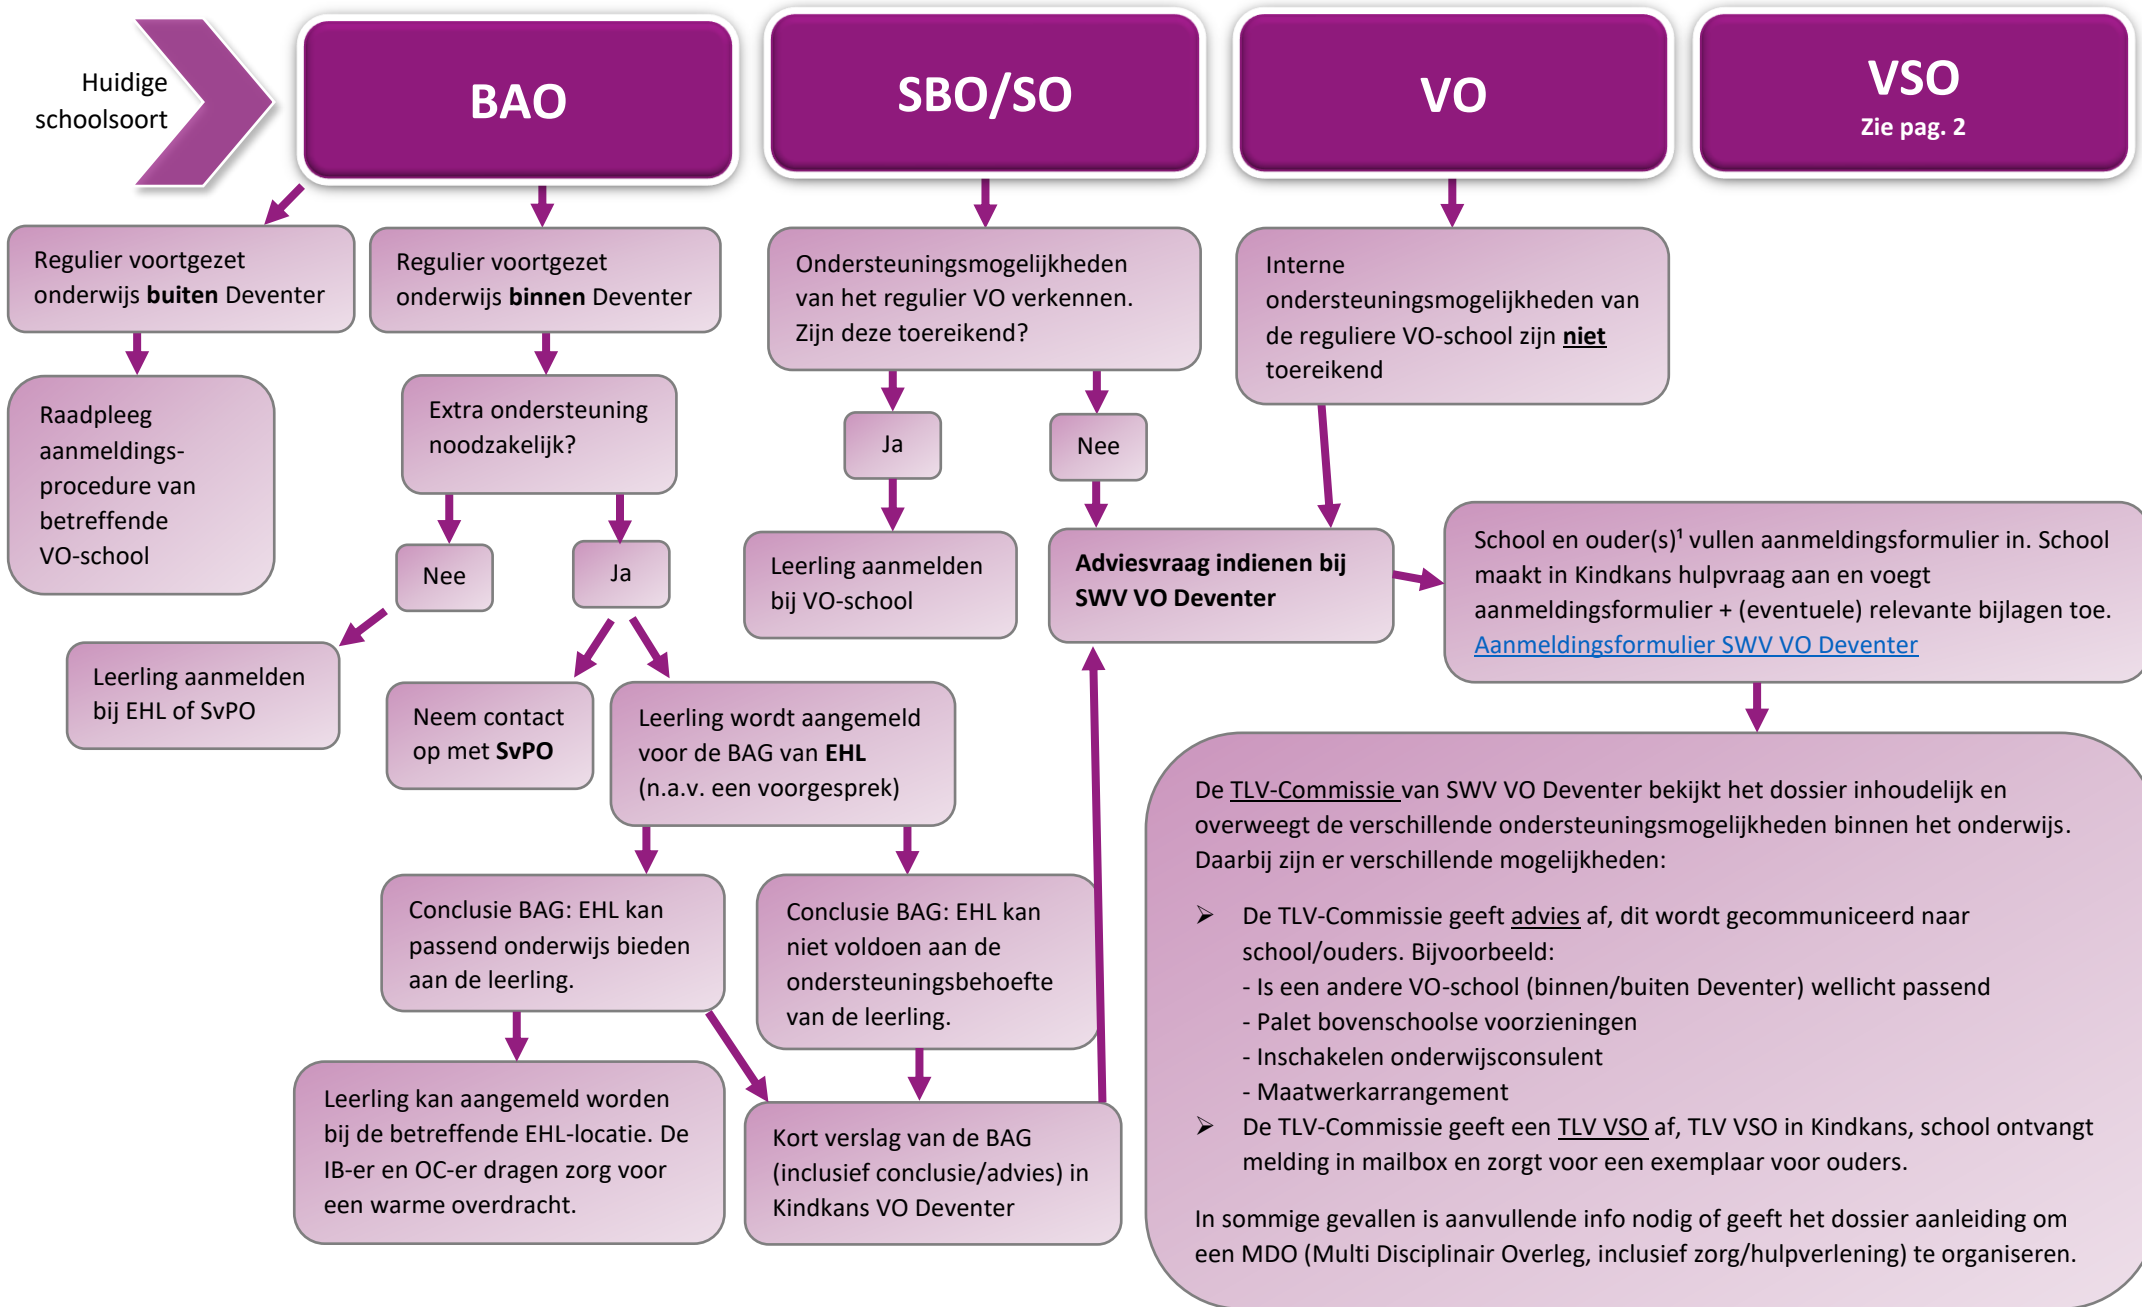 Huidige
schoolsoort
BAO
SBO/SO
VO
VSO
Zie pag. 2
Regulier voortgezet
onderwijs buiten Deventer
Regulier voortgezet
onderwijs binnen Deventer
Ondersteuningsmogelijkheden
van het regulier VO verkennen.
Zijn deze toereikend?
Interne
ondersteuningsmogelijkheden van
de reguliere VO-school zijn niet
toereikend
Raadpleeg
aanmeldings-
procedure van
betreffende
VO-school
Extra ondersteuning
noodzakelijk?
Ja
Nee
Nee
Ja
Leerling aanmelden
bij VO-school
Adviesvraag indienen bij
SWV VO Deventer
School en ouder(s)¹ vullen aanmeldingsformulier in. School
maakt in Kindkans hulpvraag aan en voegt
aanmeldingsformulier + (eventuele) relevante bijlagen toe.
Aanmeldingsformulier SWV VO Deventer
Leerling aanmelden
bij EHL of SvPO
Neem contact
op met SvPO
Leerling wordt aangemeld
voor de BAG van EHL
(n.a.v. een voorgesprek)
Conclusie BAG: EHL kan
passend onderwijs bieden
aan de leerling.
Conclusie BAG: EHL kan
niet voldoen aan de
ondersteuningsbehoefte
van de leerling.
Leerling kan aangemeld worden
bij de betreffende EHL-locatie. De
IB-er en OC-er dragen zorg voor
een warme overdracht.
Kort verslag van de BAG
(inclusief conclusie/advies) in
Kindkans VO Deventer
De TLV-Commissie van SWV VO Deventer bekijkt het dossier inhoudelijk en
overweegt de verschillende ondersteuningsmogelijkheden binnen het onderwijs.
Daarbij zijn er verschillende mogelijkheden:
➢ De TLV-Commissie geeft advies af, dit wordt gecommuniceerd naar
school/ouders. Bijvoorbeeld:
- Is een andere VO-school (binnen/buiten Deventer) wellicht passend
- Palet bovenschoolse voorzieningen
- Inschakelen onderwijsconsulent
- Maatwerkarrangement
➢ De TLV-Commissie geeft een TLV VSO af, TLV VSO in Kindkans, school ontvangt
melding in mailbox en zorgt voor een exemplaar voor ouders.
In sommige gevallen is aanvullende info nodig of geeft het dossier aanleiding om
een MDO (Multi Disciplinair Overleg, inclusief zorg/hulpverlening) te organiseren.